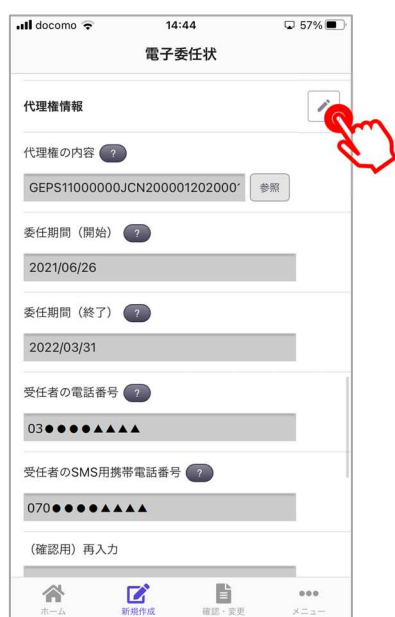 docomo 14:44 57%
電子委任状
代理権情報
代理権の内容 ?
GEPS11000000JCN200001202000 参照
委任期間（開始） ?
2021/06/26
委任期間（終了） ?
2022/03/31
受任者の電話番号 ?
03●●●●▲▲▲▲
受任者のSMS用携帯電話番号 ?
070●●●●▲▲▲▲
（確認用）再入力
ホーム 新規作成 確認・変更 メニュー